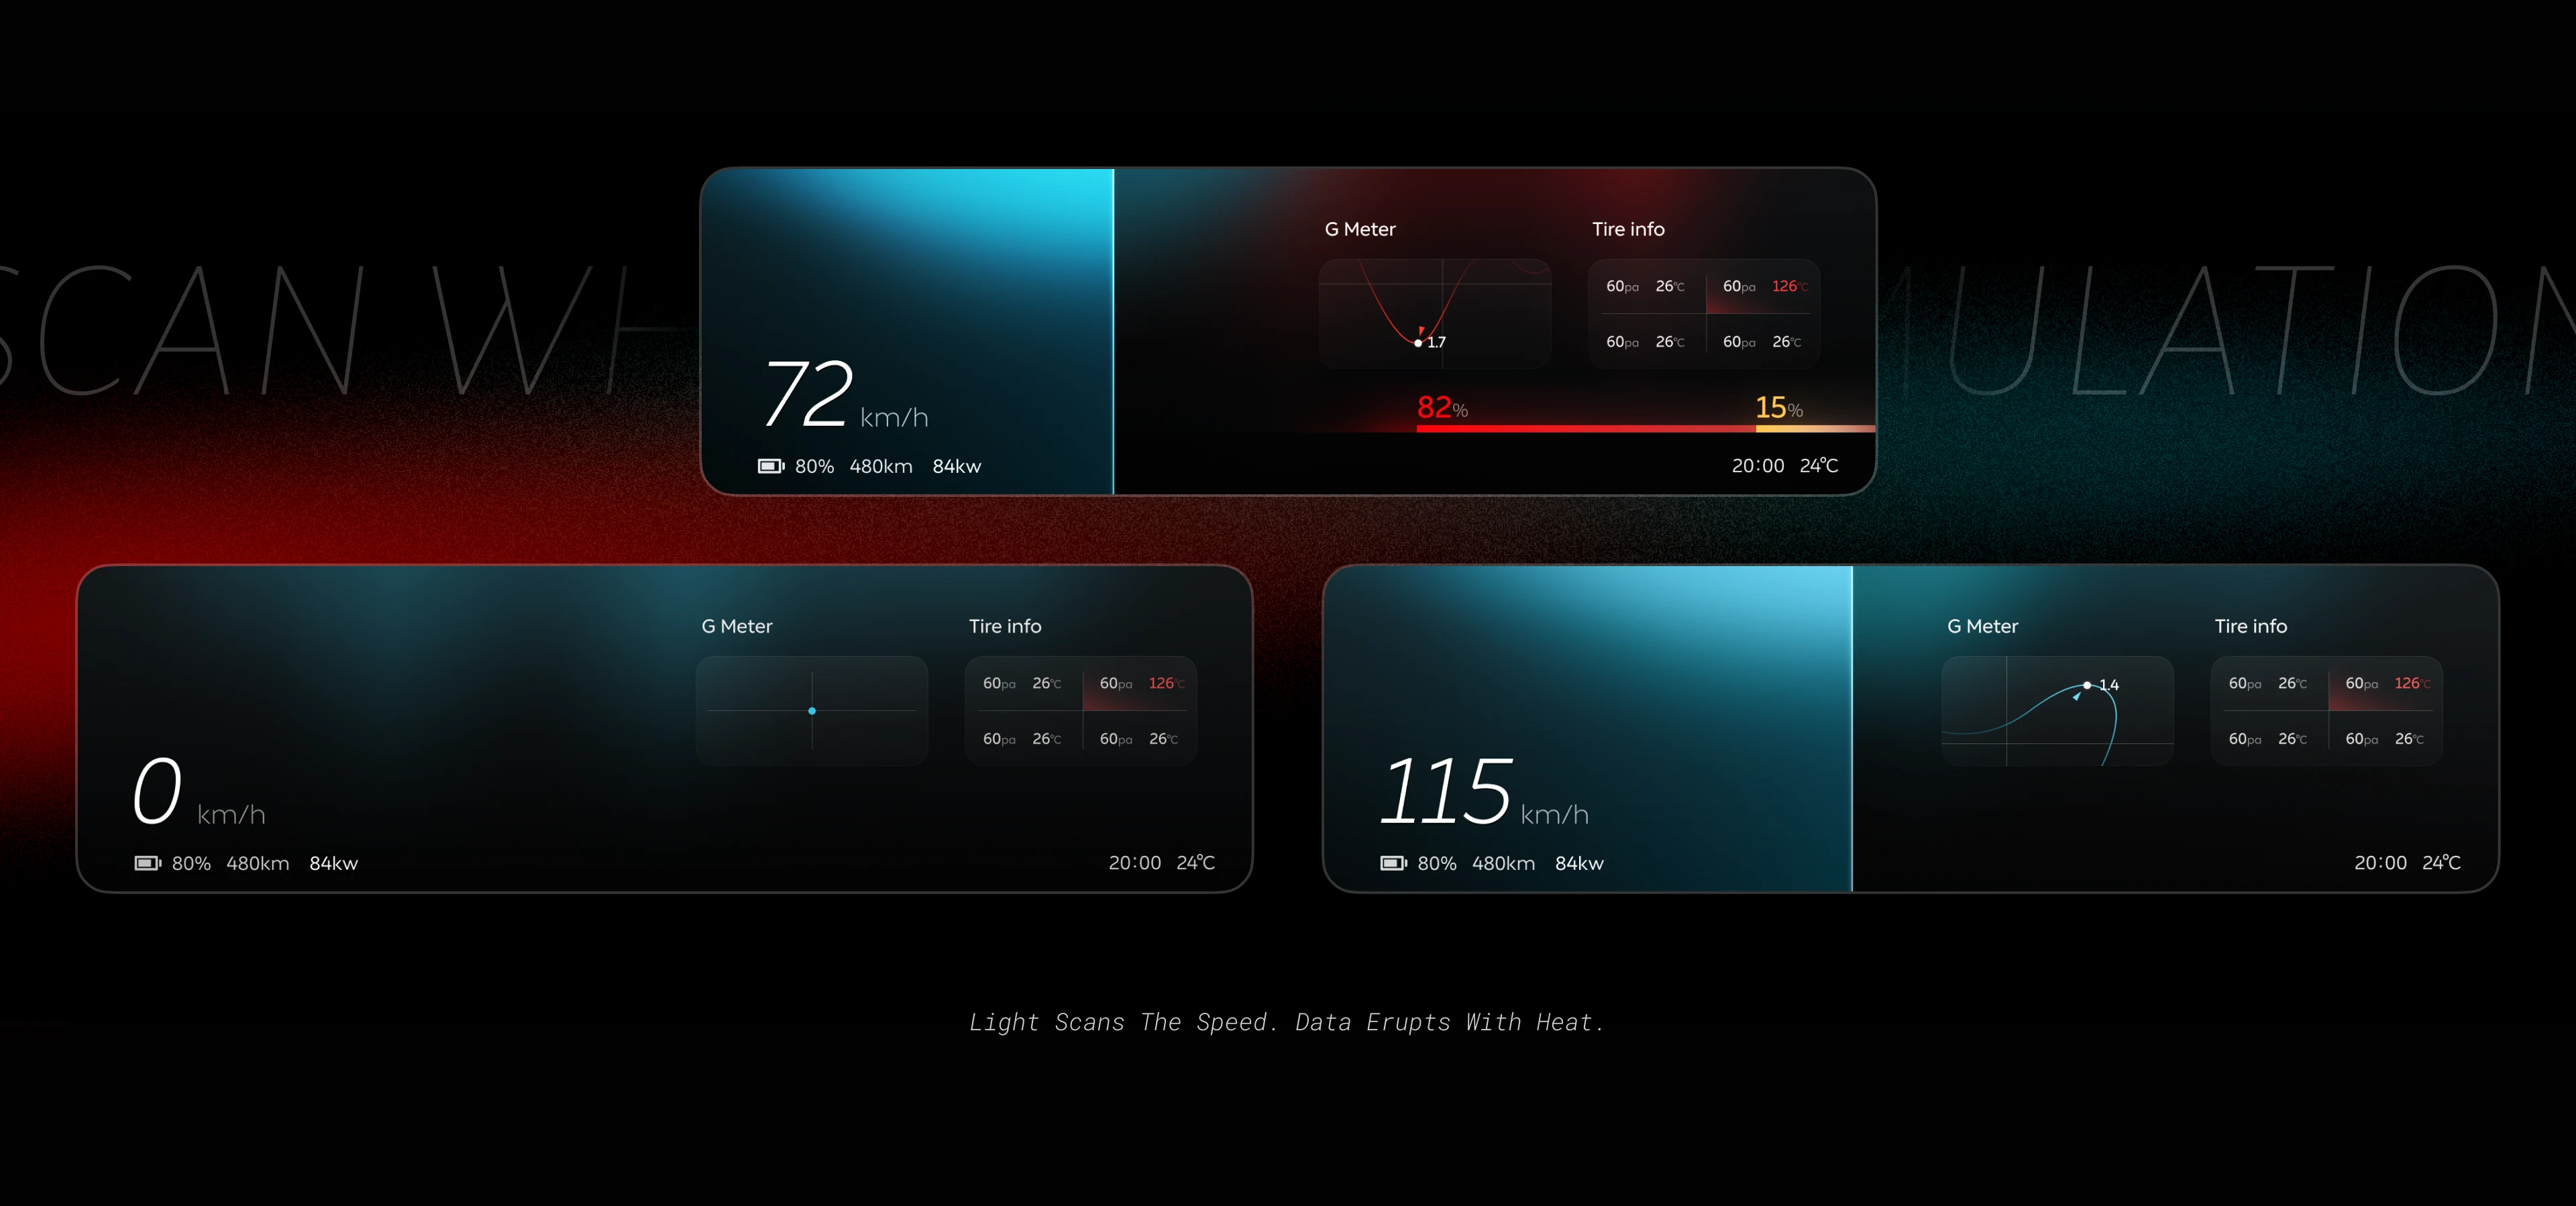 SCAN WH
MULATION
G Meter
Tire info
1.7
60pa 26°C 60pa 126°C
60pa 26°C 60pa 26°C
72 km/h
82%
15%
80% 480km 84kw
20:00 24°C
G Meter
Tire info
60pa 26°C 60pa 126°C
60pa 26°C 60pa 26°C
0 km/h
80% 480km 84kw
20:00 24°C
G Meter
Tire info
1.4
60pa 26°C 60pa 126°C
60pa 26°C 60pa 26°C
115 km/h
80% 480km 84kw
20:00 24°C
Light Scans The Speed. Data Erupts With Heat.